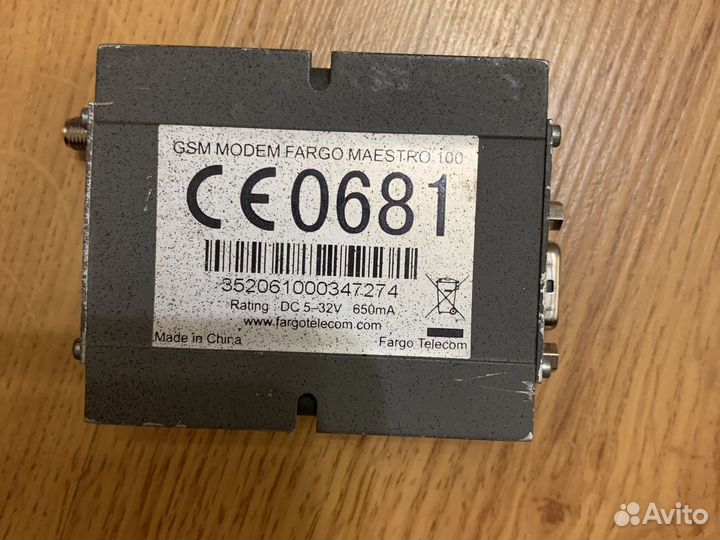 GSM MODEM FARGO MAESTRO 100
CE0681
352061000347274
Rating DC 5-32V 650mA
www.fargotelecom.com
Made in China
Fargo Telecom
Avito